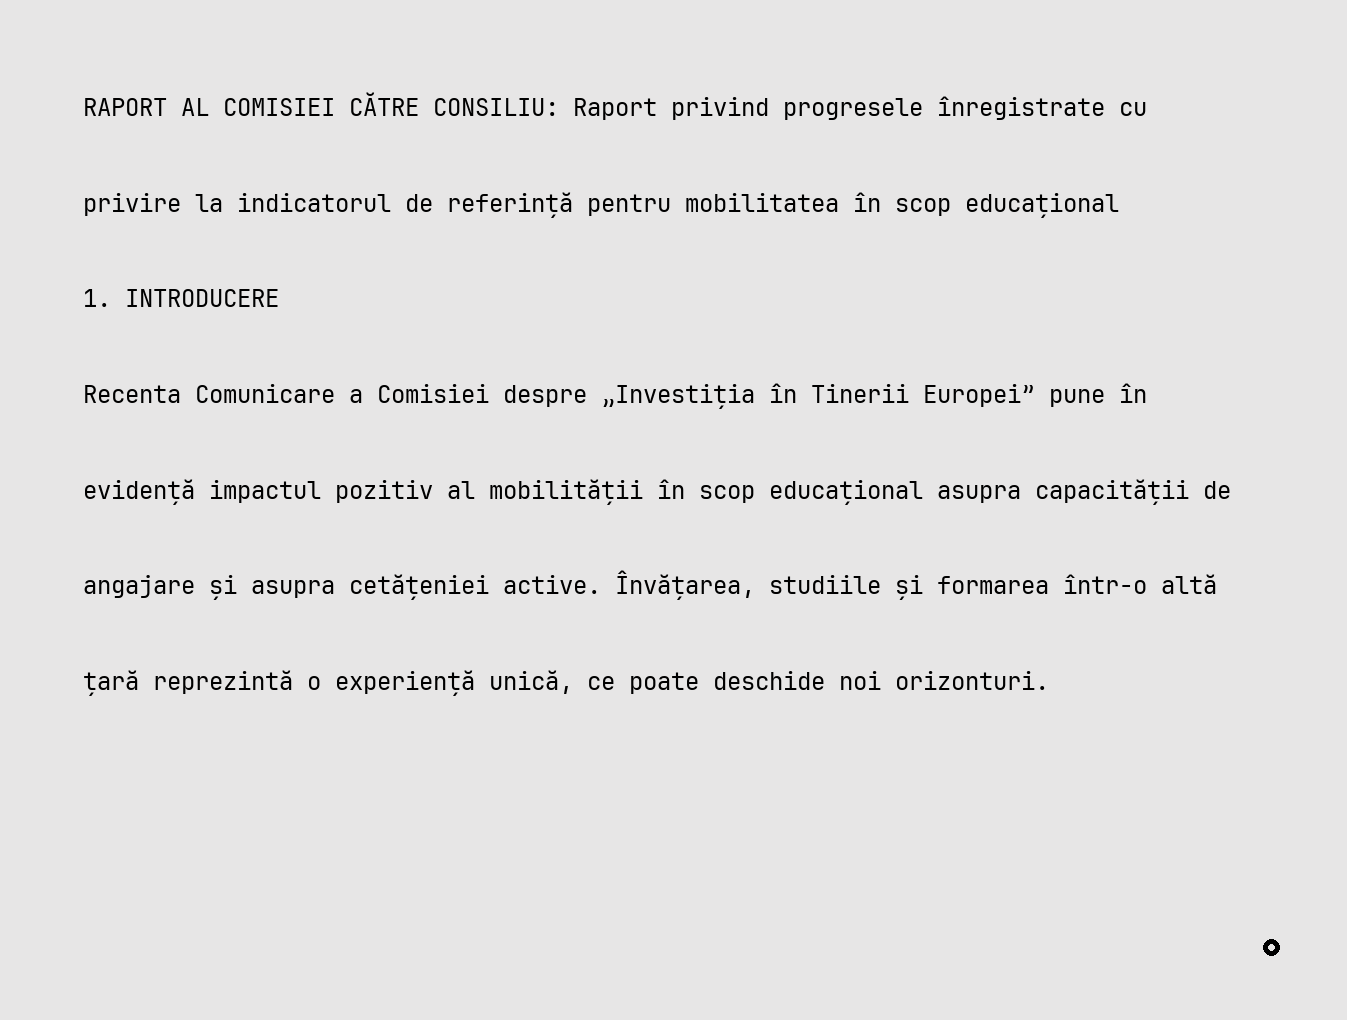 RAPORT AL COMISIEI CĂTRE CONSILIU: Raport privind progresele înregistrate cu
privire la indicatorul de referință pentru mobilitatea în scop educațional
1. INTRODUCERE
Recenta Comunicare a Comisiei despre „Investiția în Tinerii Europei” pune în
evidență impactul pozitiv al mobilității în scop educațional asupra capacității de
angajare și asupra cetățeniei active. Învățarea, studiile și formarea într-o altă
țară reprezintă o experiență unică, ce poate deschide noi orizonturi.